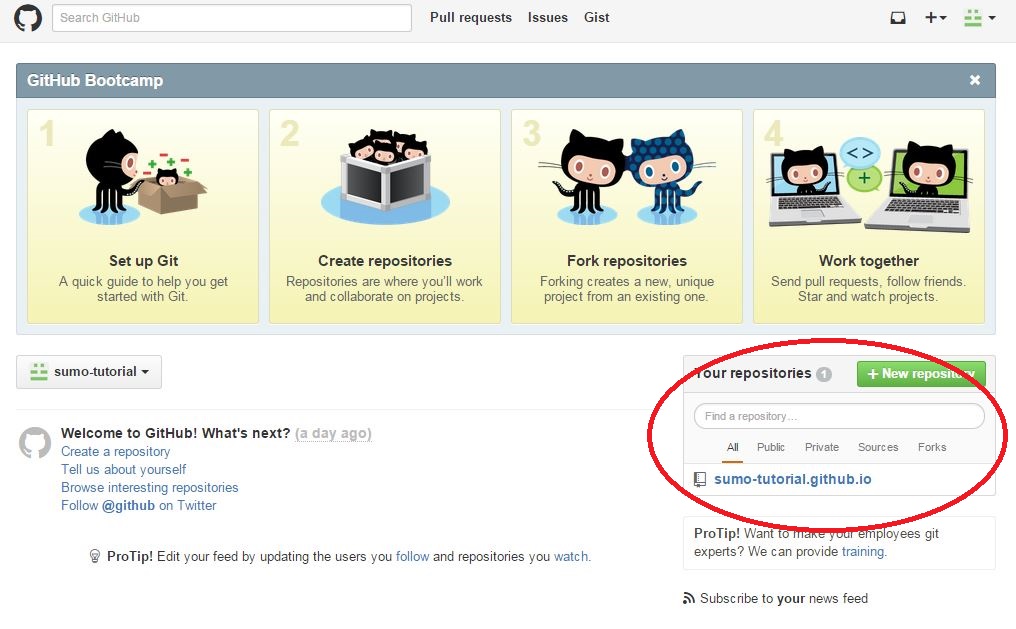 Search GitHub
Pull requests Issues Gist
GitHub Bootcamp
1
Set up Git
A quick guide to help you get
started with Git.
2
Create repositories
Repositories are where you'll work
and collaborate on projects.
3
Fork repositories
Forking creates a new, unique
project from an existing one.
4
Work together
Send pull requests, follow friends.
Star and watch projects.
sumo-tutorial
Welcome to GitHub! What's next? (a day ago)
Create a repository
Tell us about yourself
Browse interesting repositories
Follow @github on Twitter
ProTip! Edit your feed by updating the users you follow and repositories you watch.
Your repositories 1
+ New repository
Find a repository…
All Public Private Sources Forks
sumo-tutorial.github.io
ProTip! Want to make your employees git
experts? We can provide training.
Subscribe to your news feed